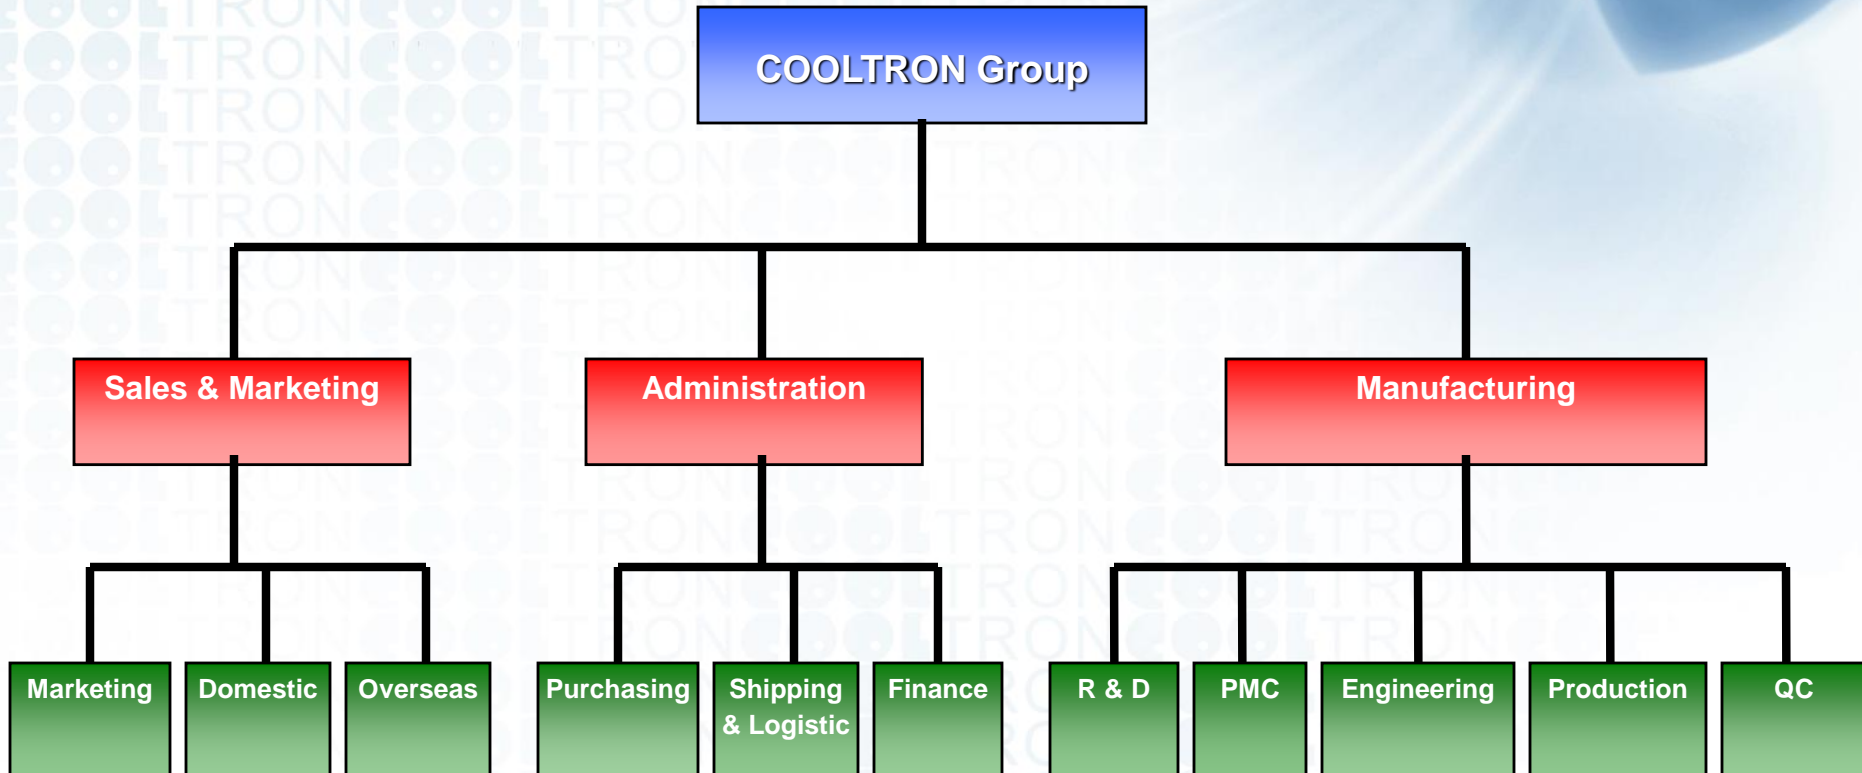 COOLTRON Group
Sales & Marketing
Administration
Manufacturing
Marketing
Domestic
Overseas
Purchasing
Shipping
& Logistic
Finance
R & D
PMC
Engineering
Production
QC